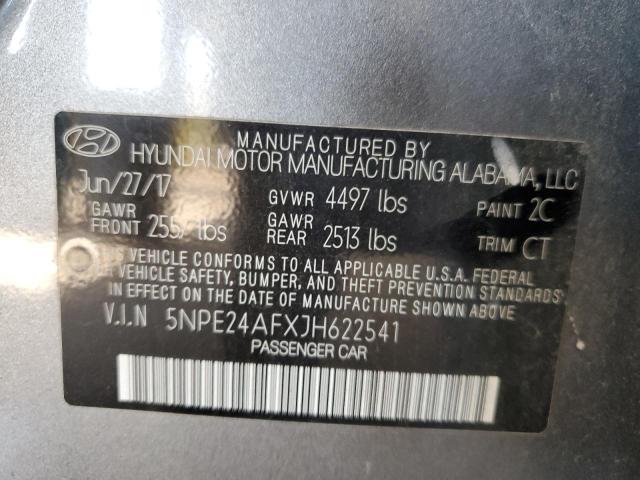 MANUFACTURED BY
HYUNDAI MOTOR MANUFACTURING ALABAMA, LLC
Jun/27/17 GVWR 4497 lbs PAINT 2C
GAWR FRONT lbs GAWR REAR 2513 lbs TRIM CT
VEHICLE CONFORMS TO ALL APPLICABLE U.S.A. FEDERAL
VEHICLE SAFETY, BUMPER, AND THEFT PREVENTION STANDARDS
IN EFFECT ON THE DATE OF MANUFACTURE SHOWN ABOVE.
V.I.N 5NPE24AFXJH622541
PASSENGER CAR